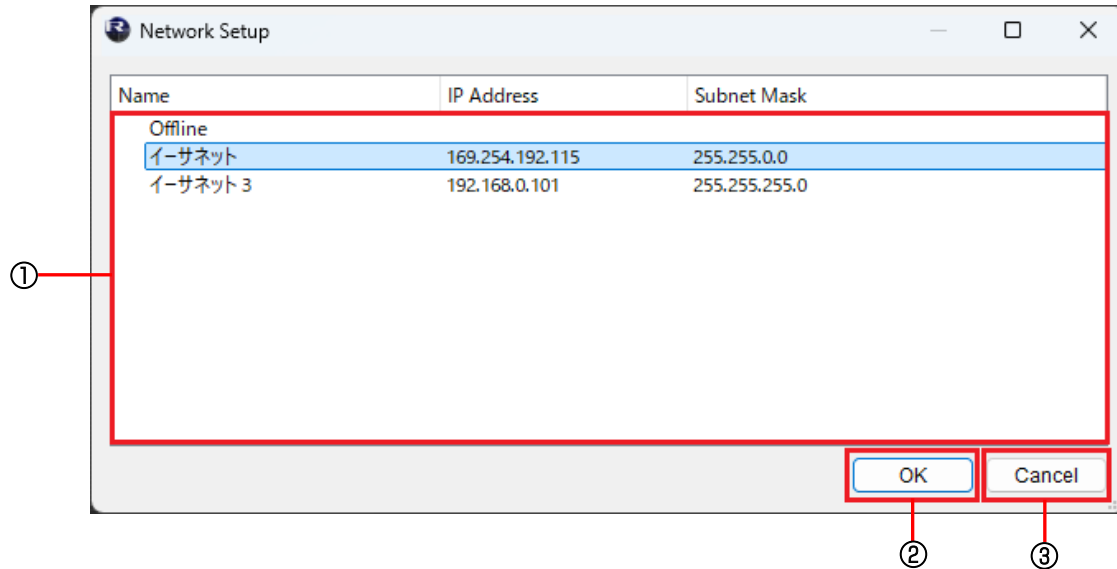 Network Setup
Name IP Address Subnet Mask
Offline
イーサネット 169.254.192.115 255.255.0.0
イーサネット 3 192.168.0.101 255.255.255.0
①
OK Cancel
② ③